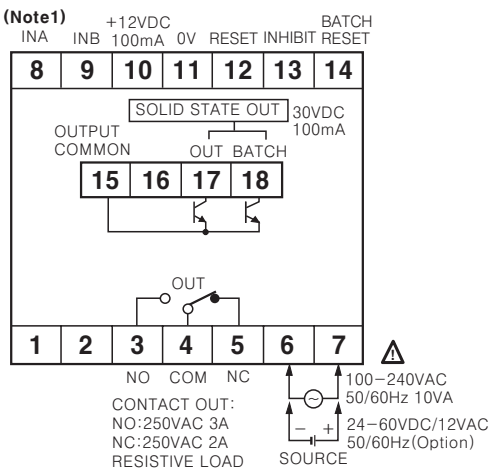 (Note1)
INA
INB
+12VDC
100mA
0V
RESET
INHIBIT
BATCH
RESET
8 9 10 11 12 13 14
SOLID STATE OUT
30VDC
100mA
OUTPUT
COMMON
OUT BATCH
15 16 17 18
OUT
1 2 3 4 5 6 7
NO COM NC
CONTACT OUT:
NO:250VAC 3A
NC:250VAC 2A
RESISTIVE LOAD
100-240VAC
50/60Hz 10VA
- +
24-60VDC/12VAC
50/60Hz(Option)
SOURCE